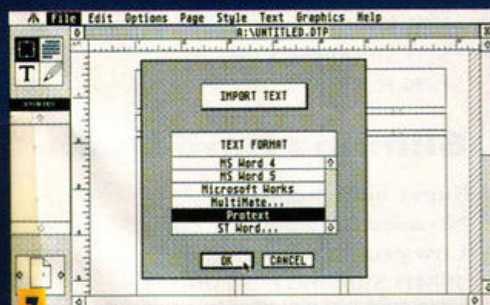 File Edit Options Page Style Text Graphics Help
A:\UNTITLED.DTP
T
IMPORT TEXT
TEXT FORMAT
MS Word 4
MS Word 5
Microsoft Works
MultiMate...
Protext
ST Word...
OK CANCEL